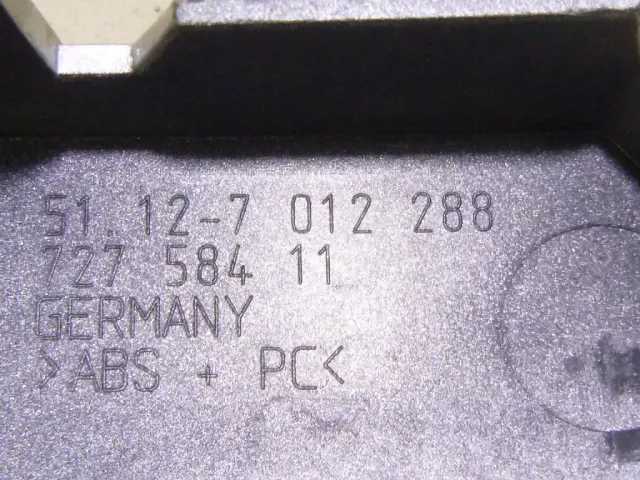 51.12-7 012 288
727 584 11
GERMANY
>ABS + PC<